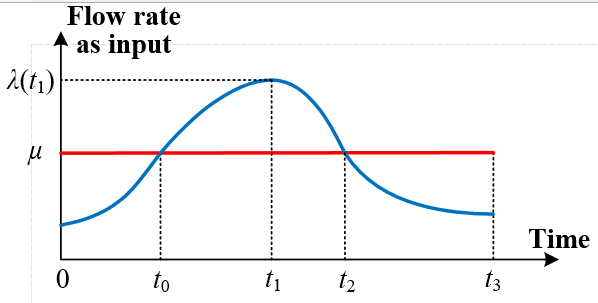 Flow rate
as input
λ(t₁)
μ
Time
0
t₀
t₁
t₂
t₃